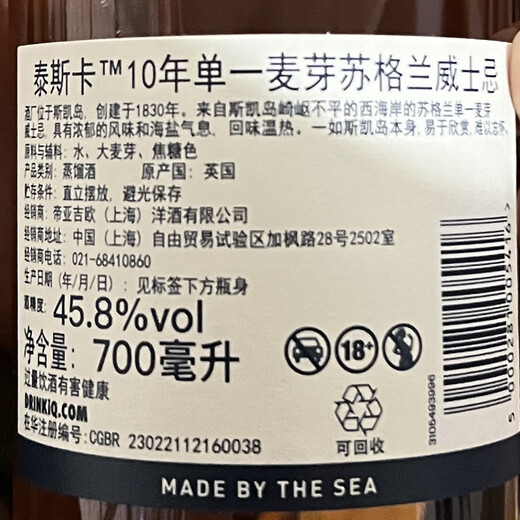 泰斯卡™10年单一麦芽苏格兰威士忌
酒厂位于斯凯岛，创建于1830年。来自斯凯岛崎岖不平的西海岸的苏格兰单一麦芽
威士忌，具有浓郁的风味和海盐气息，回味温热。一如斯凯岛本身，易于欣赏，难以忘怀。
原料与辅料：水、大麦芽、焦糖色
产品类别：蒸馏酒 原产国：英国
贮存条件：直立摆放，避光保存
经销商：帝亚吉欧（上海）洋酒有限公司
经销商地址：中国（上海）自由贸易试验区加枫路28号2502室
经销商电话：021-68410860
生产日期（年/月/日）：见标签下方瓶身
酒精度：45.8%vol
净含量：700毫升
过量饮酒有害健康
DRINKiQ.COM
在华注册编号：CGBR 23022112160038
18+
可回收
3106493996
5000281005416>
MADE BY THE SEA